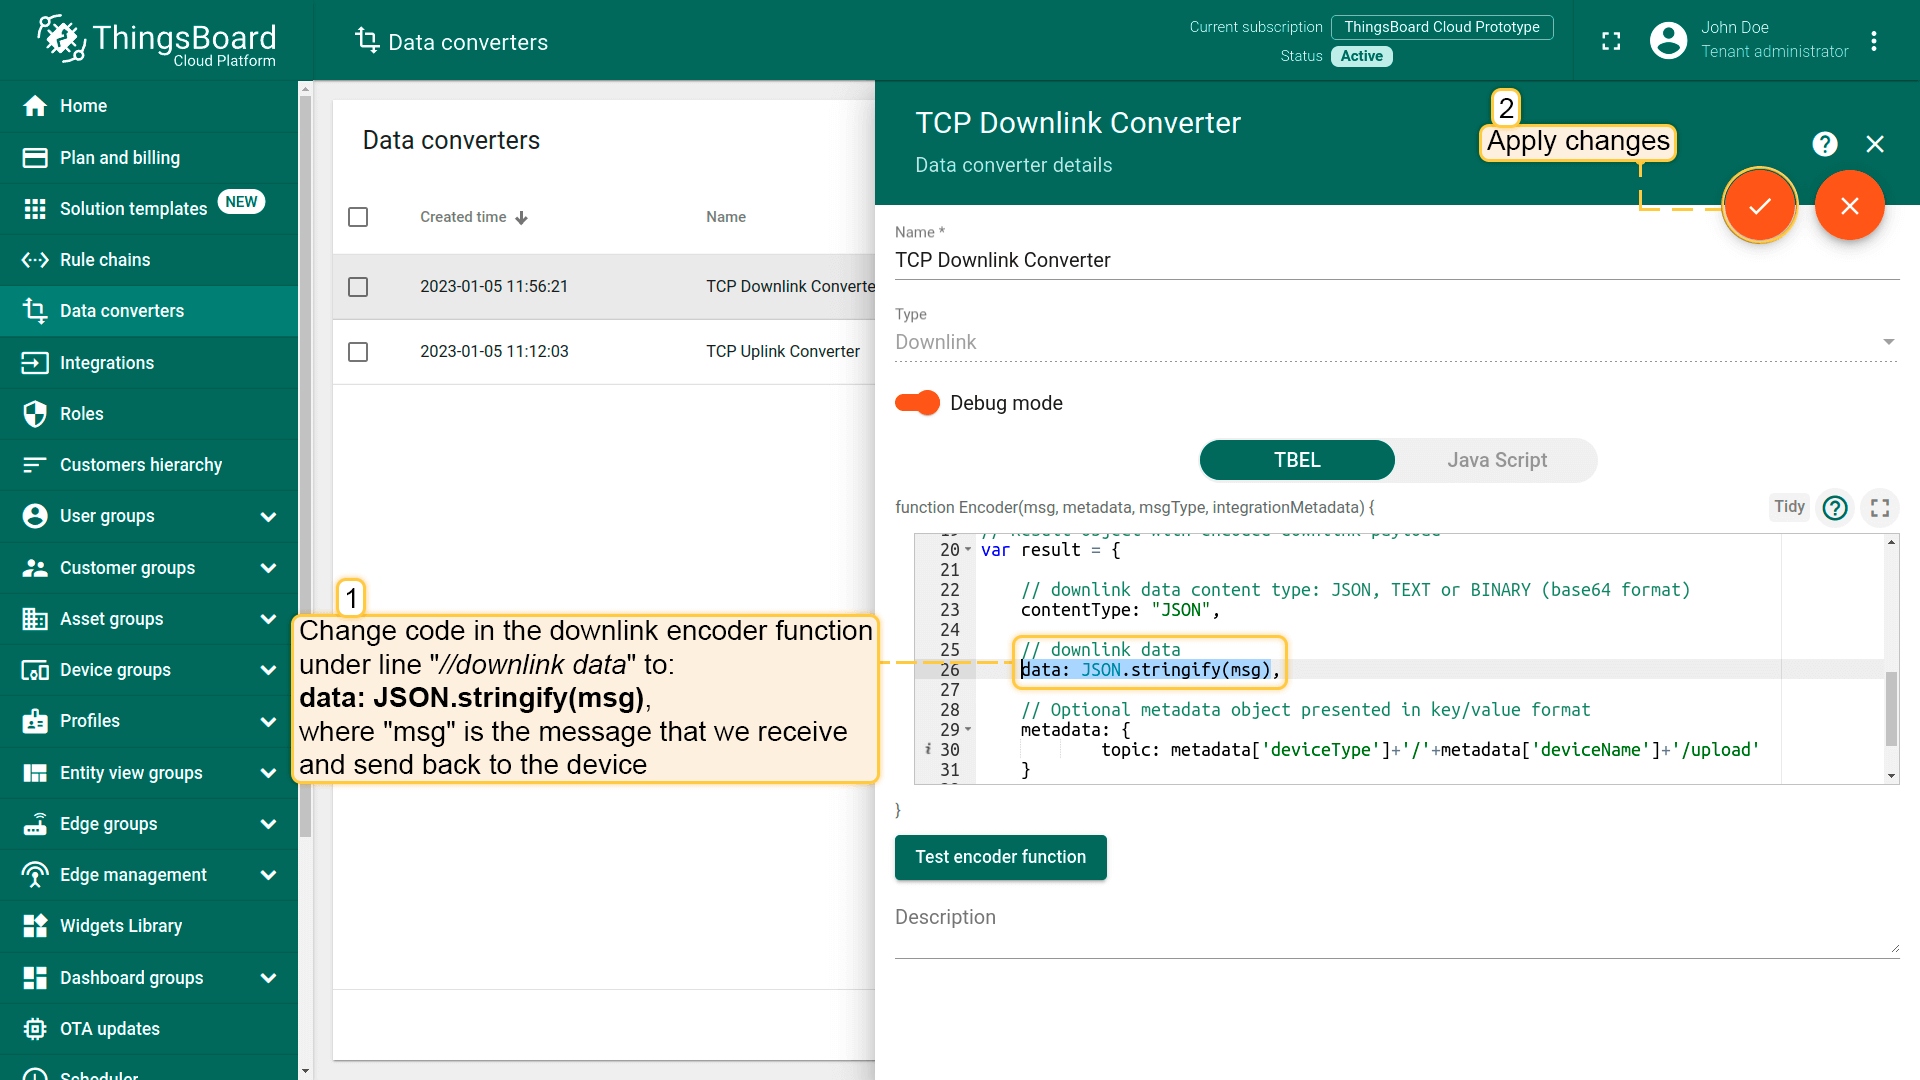 ThingsBoard
Cloud Platform
Data converters
Current subscription
ThingsBoard Cloud Prototype
Status
Active
John Doe
Tenant administrator
Home
Plan and billing
Solution templates
NEW
Rule chains
Data converters
Integrations
Roles
Customers hierarchy
User groups
Customer groups
Asset groups
Device groups
Profiles
Entity view groups
Edge groups
Edge management
Widgets Library
Dashboard groups
OTA updates
Scheduler
Data converters
Created time
Name
2023-01-05 11:56:21
TCP Downlink Converte
2023-01-05 11:12:03
TCP Uplink Converter
1
Change code in the downlink encoder function
under line "//downlink data" to:
data: JSON.stringify(msg),
where "msg" is the message that we receive
and send back to the device
TCP Downlink Converter
Data converter details
2
Apply changes
Name *
TCP Downlink Converter
Type
Downlink
Debug mode
TBEL
Java Script
function Encoder(msg, metadata, msgType, integrationMetadata) {
Tidy
19 // Result object with encoded downlink payload
20 var result = {
21
22 // downlink data content type: JSON, TEXT or BINARY (base64 format)
23 contentType: "JSON",
24
25 // downlink data
26 data: JSON.stringify(msg),
27
28 // Optional metadata object presented in key/value format
29 metadata: {
30 topic: metadata['deviceType']+'/'+metadata['deviceName']+'/upload'
31 }
}
Test encoder function
Description